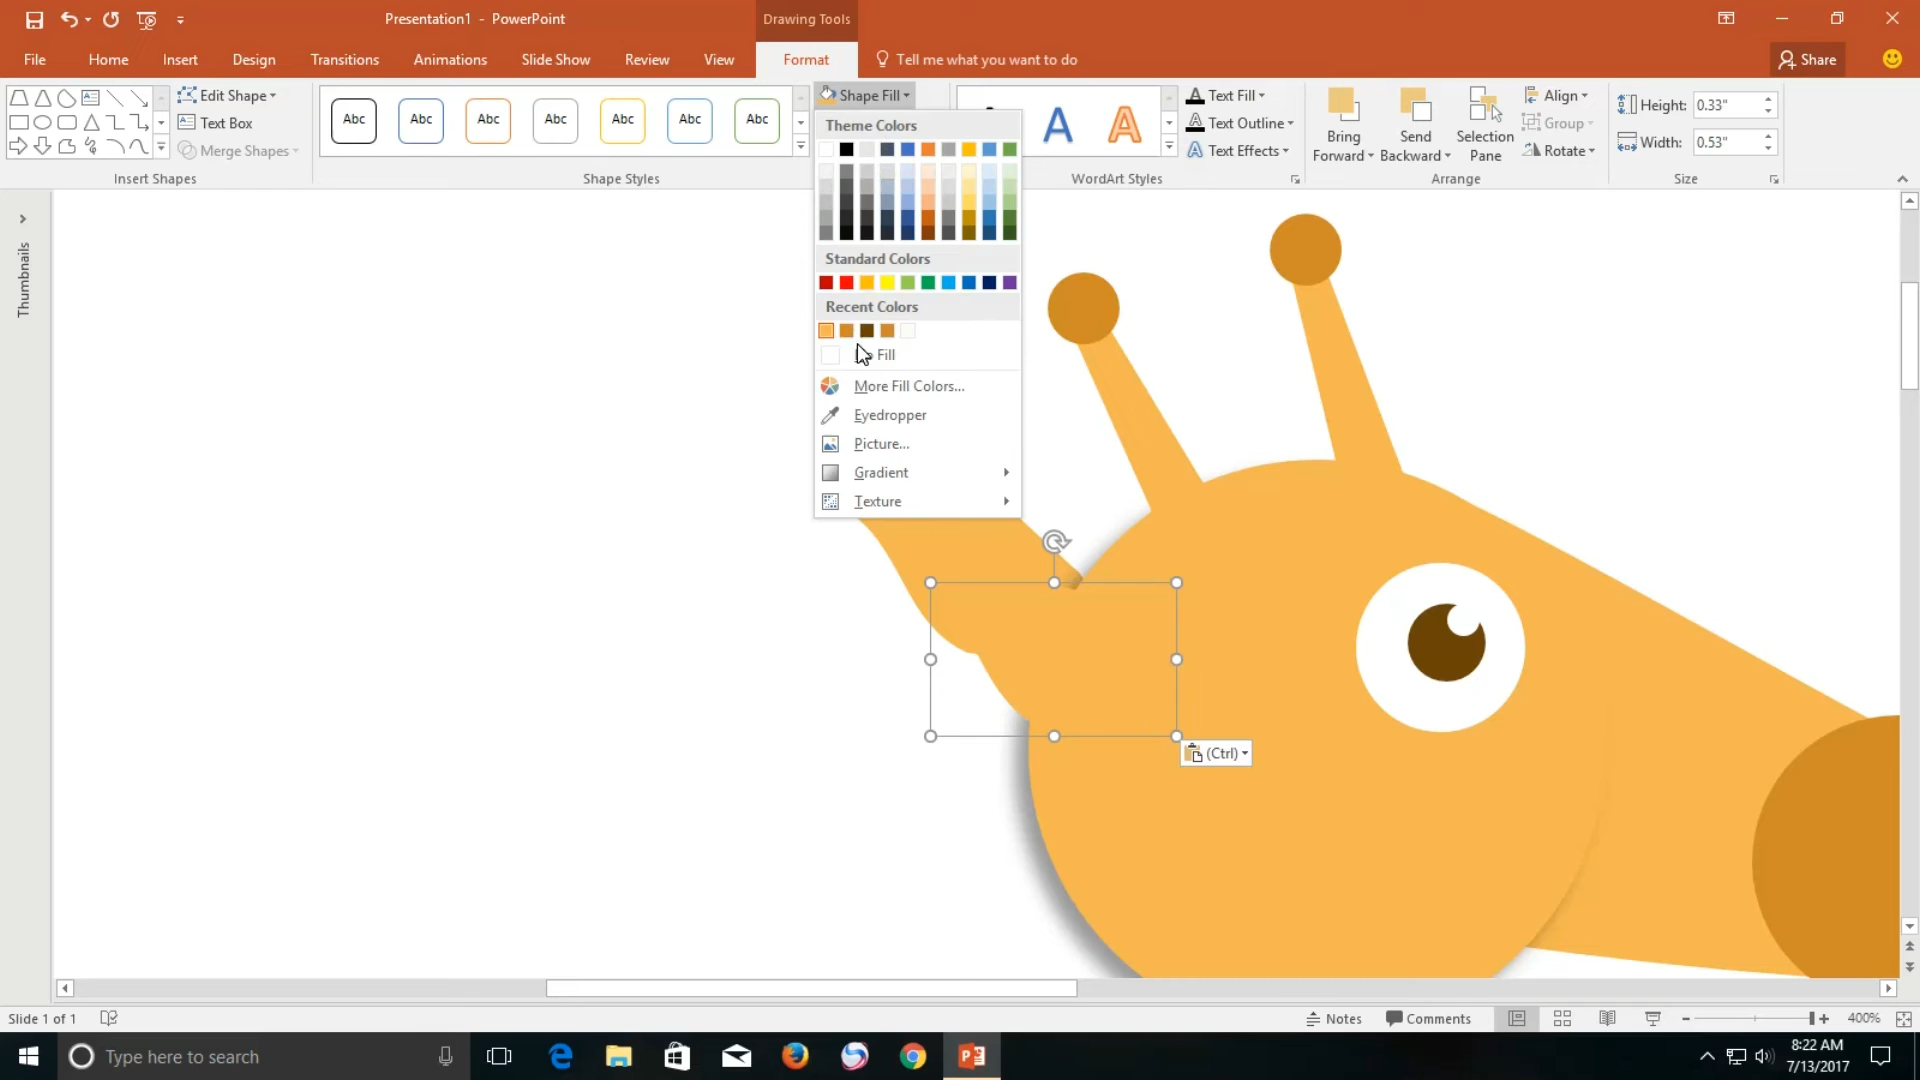 Presentation1 - PowerPoint
Drawing Tools
File Home Insert Design Transitions Animations Slide Show Review View Format Tell me what you want to do Share
Edit Shape
Text Box
Merge Shapes
Insert Shapes
Abc Abc Abc Abc Abc Abc Abc
Shape Styles
Shape Fill
Theme Colors
Standard Colors
Recent Colors
Fill
More Fill Colors...
Eyedropper
Picture...
Gradient
Texture
A A
WordArt Styles
Text Fill
Text Outline
Text Effects
Bring Forward
Send Backward
Selection Pane
Align
Group
Rotate
Arrange
Height: 0.33"
Width: 0.53"
Size
Thumbnails
(Ctrl)
Slide 1 of 1
Notes Comments 400%
Type here to search
8:22 AM
7/13/2017